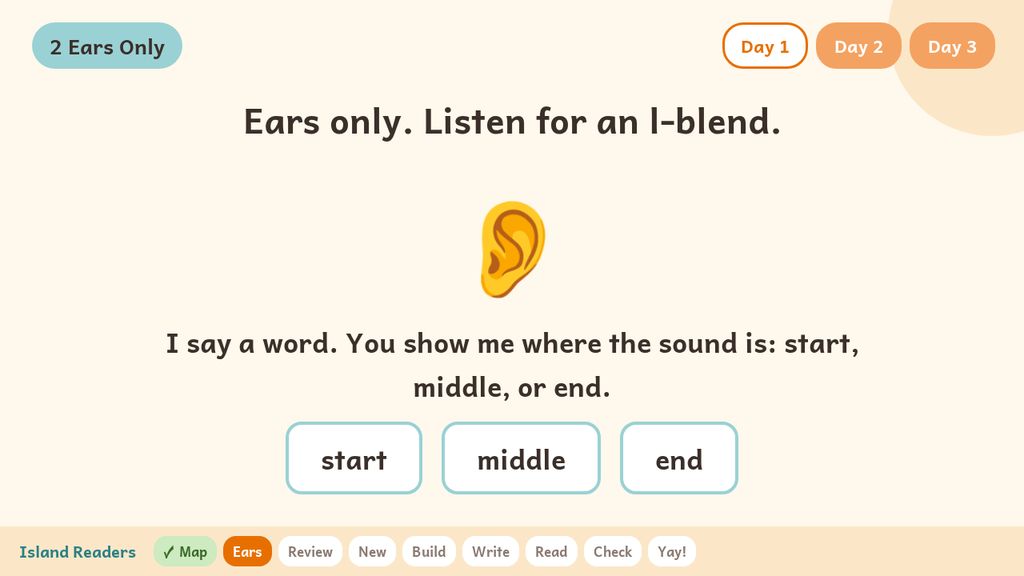 2 Ears Only
Day 1
Day 2
Day 3
Ears only. Listen for an l-blend.
I say a word. You show me where the sound is: start,
middle, or end.
start
middle
end
Island Readers
✓ Map
Ears
Review
New
Build
Write
Read
Check
Yay!